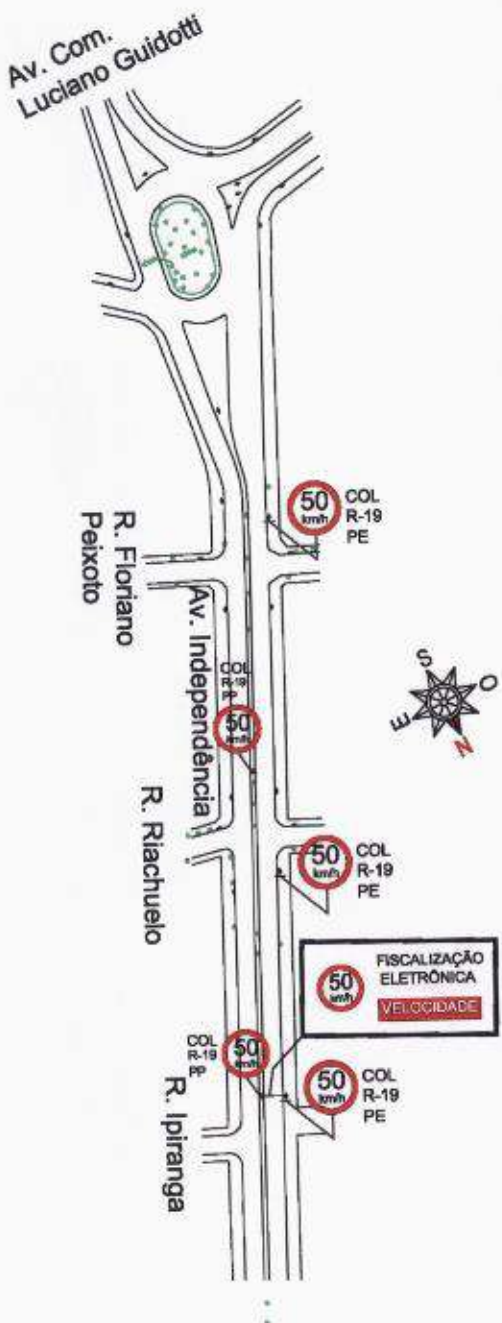 Av. Com.
Luciano Guidotti
50
km/h
COL
R-19
PE
R. Floriano
Peixoto
S
O
E
N
Av. Independência
COL
R-19
50
km/h
R. Riachuelo
50
km/h
COL
R-19
PE
50
km/h
FISCALIZAÇÃO
ELETRÔNICA
VELOCIDADE
COL
R-19
PP
50
km/h
50
km/h
COL
R-19
PE
R. Ipiranga